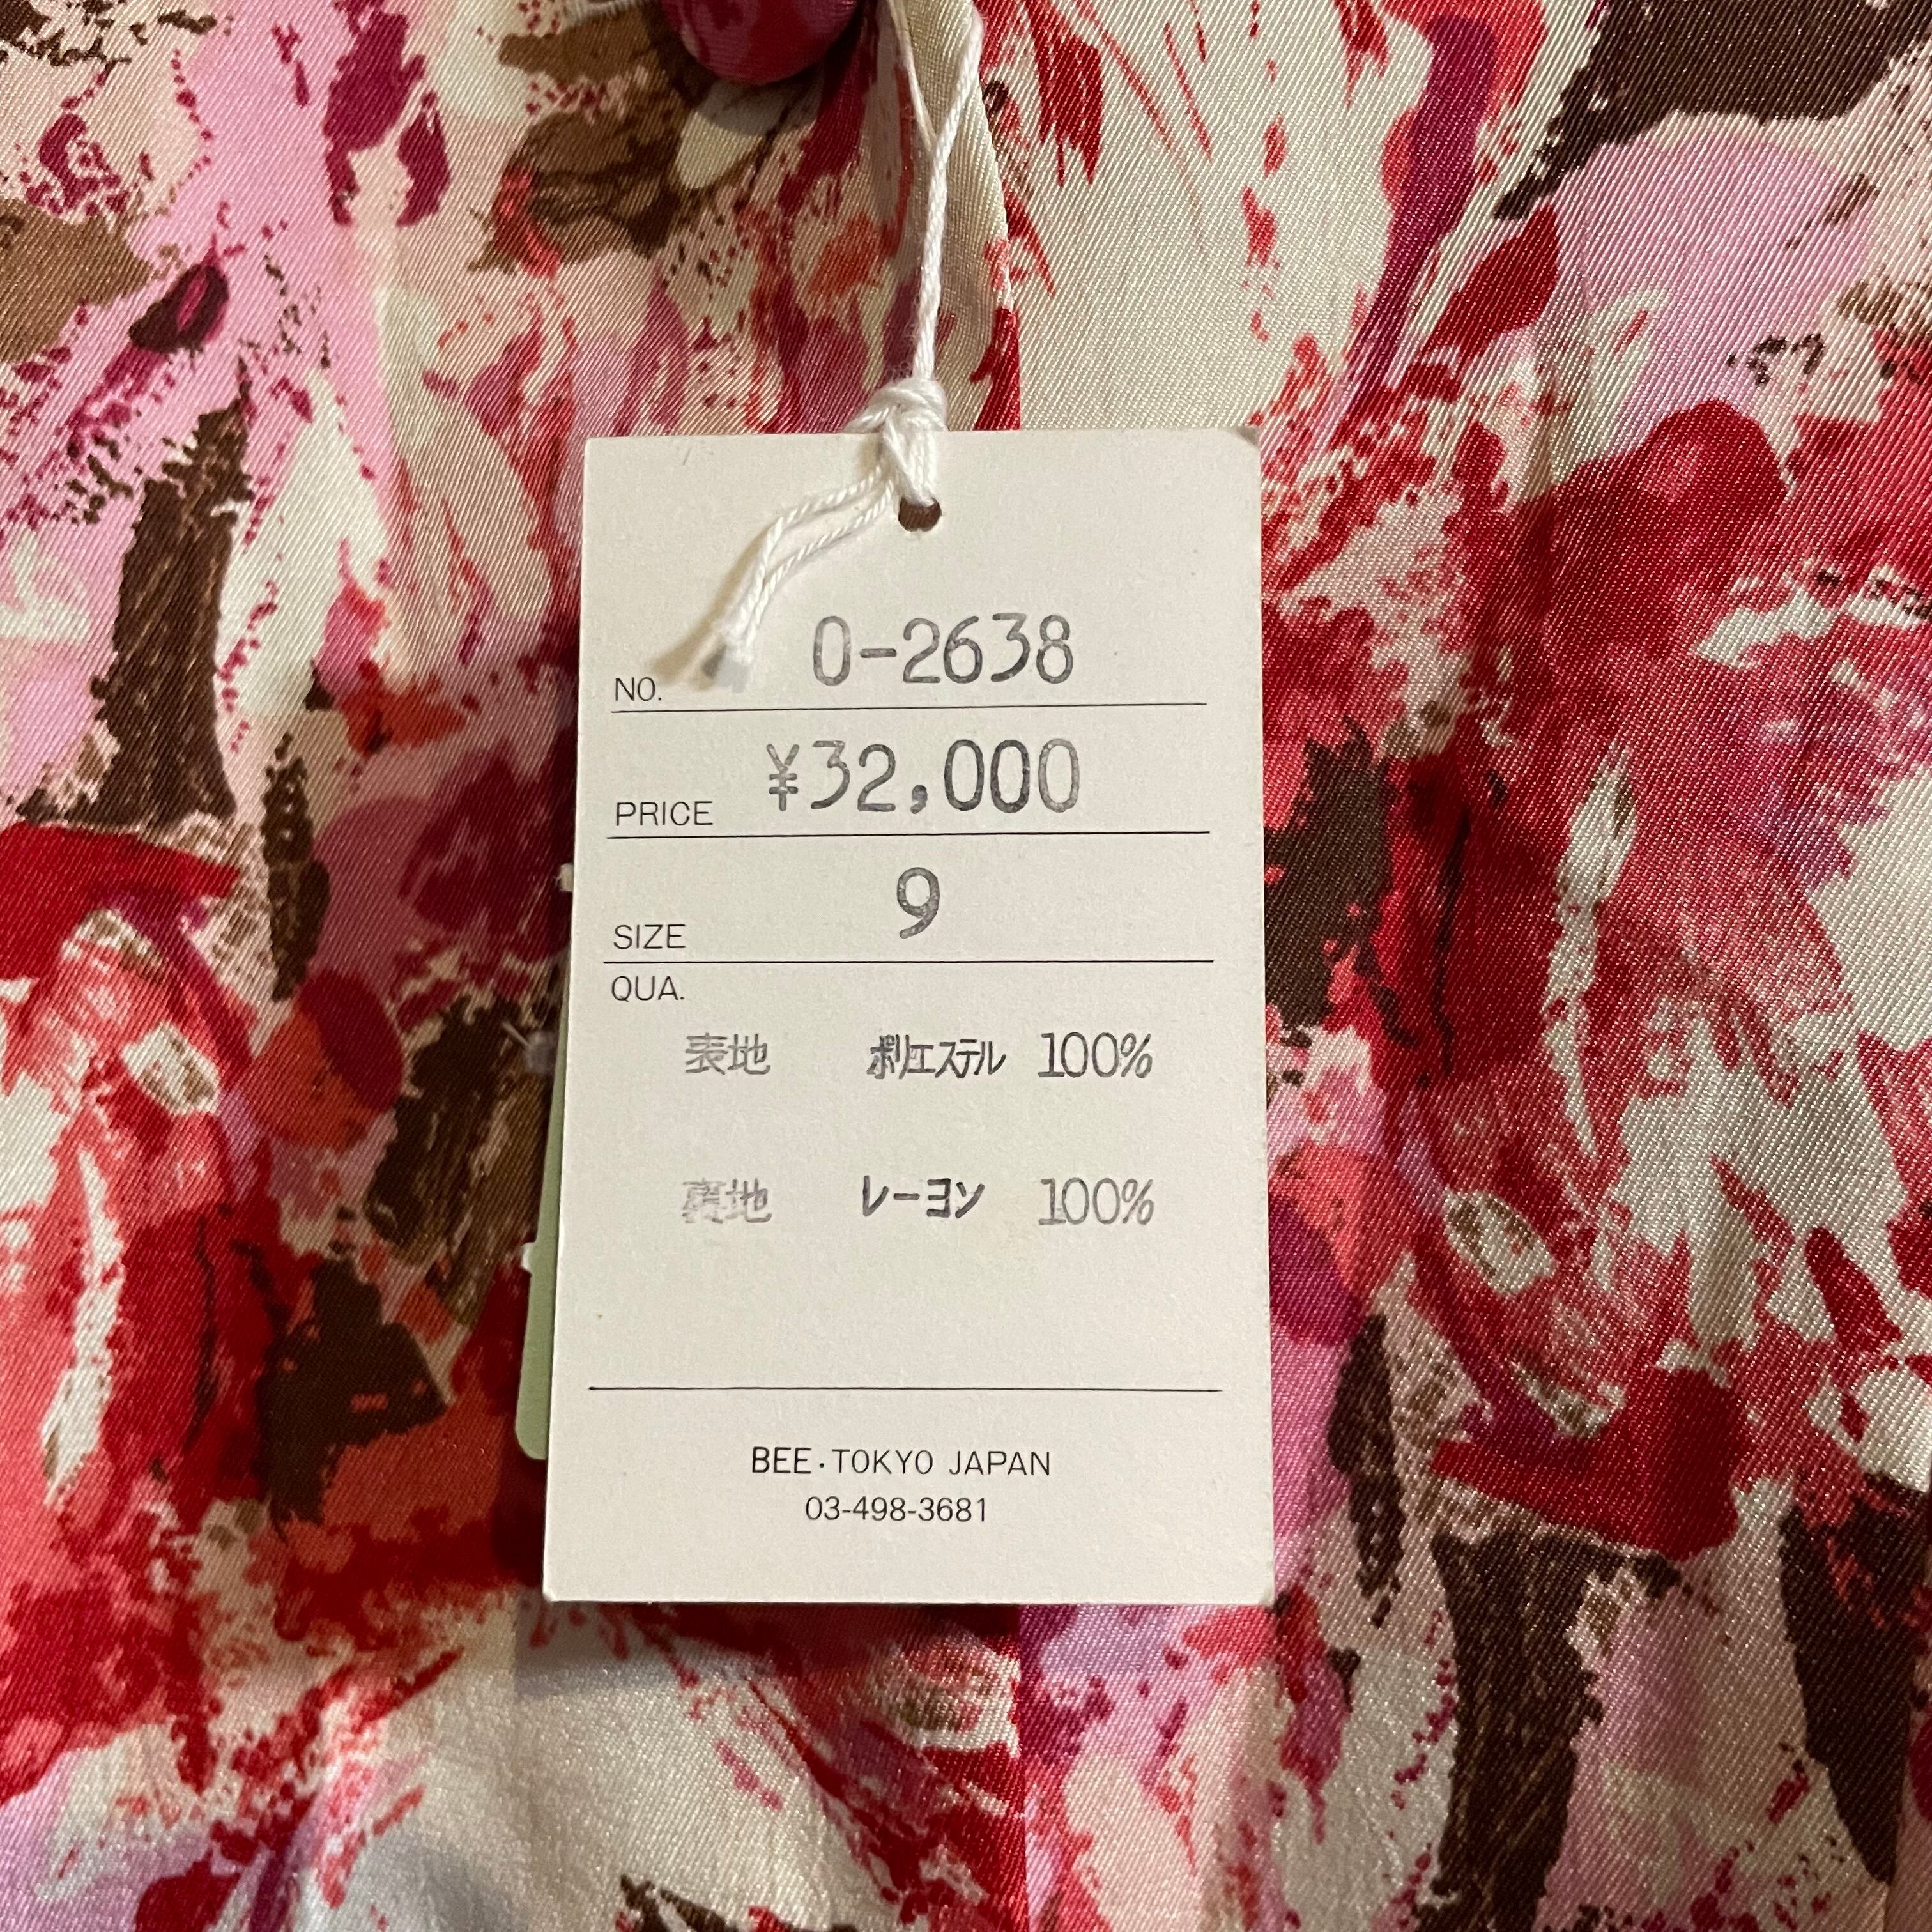 NO. 0-2638
PRICE ¥32,000
SIZE 9
QUA.
表地 ポリエステル 100%
裏地 レーヨン 100%
BEE・TOKYO JAPAN
03-498-3681